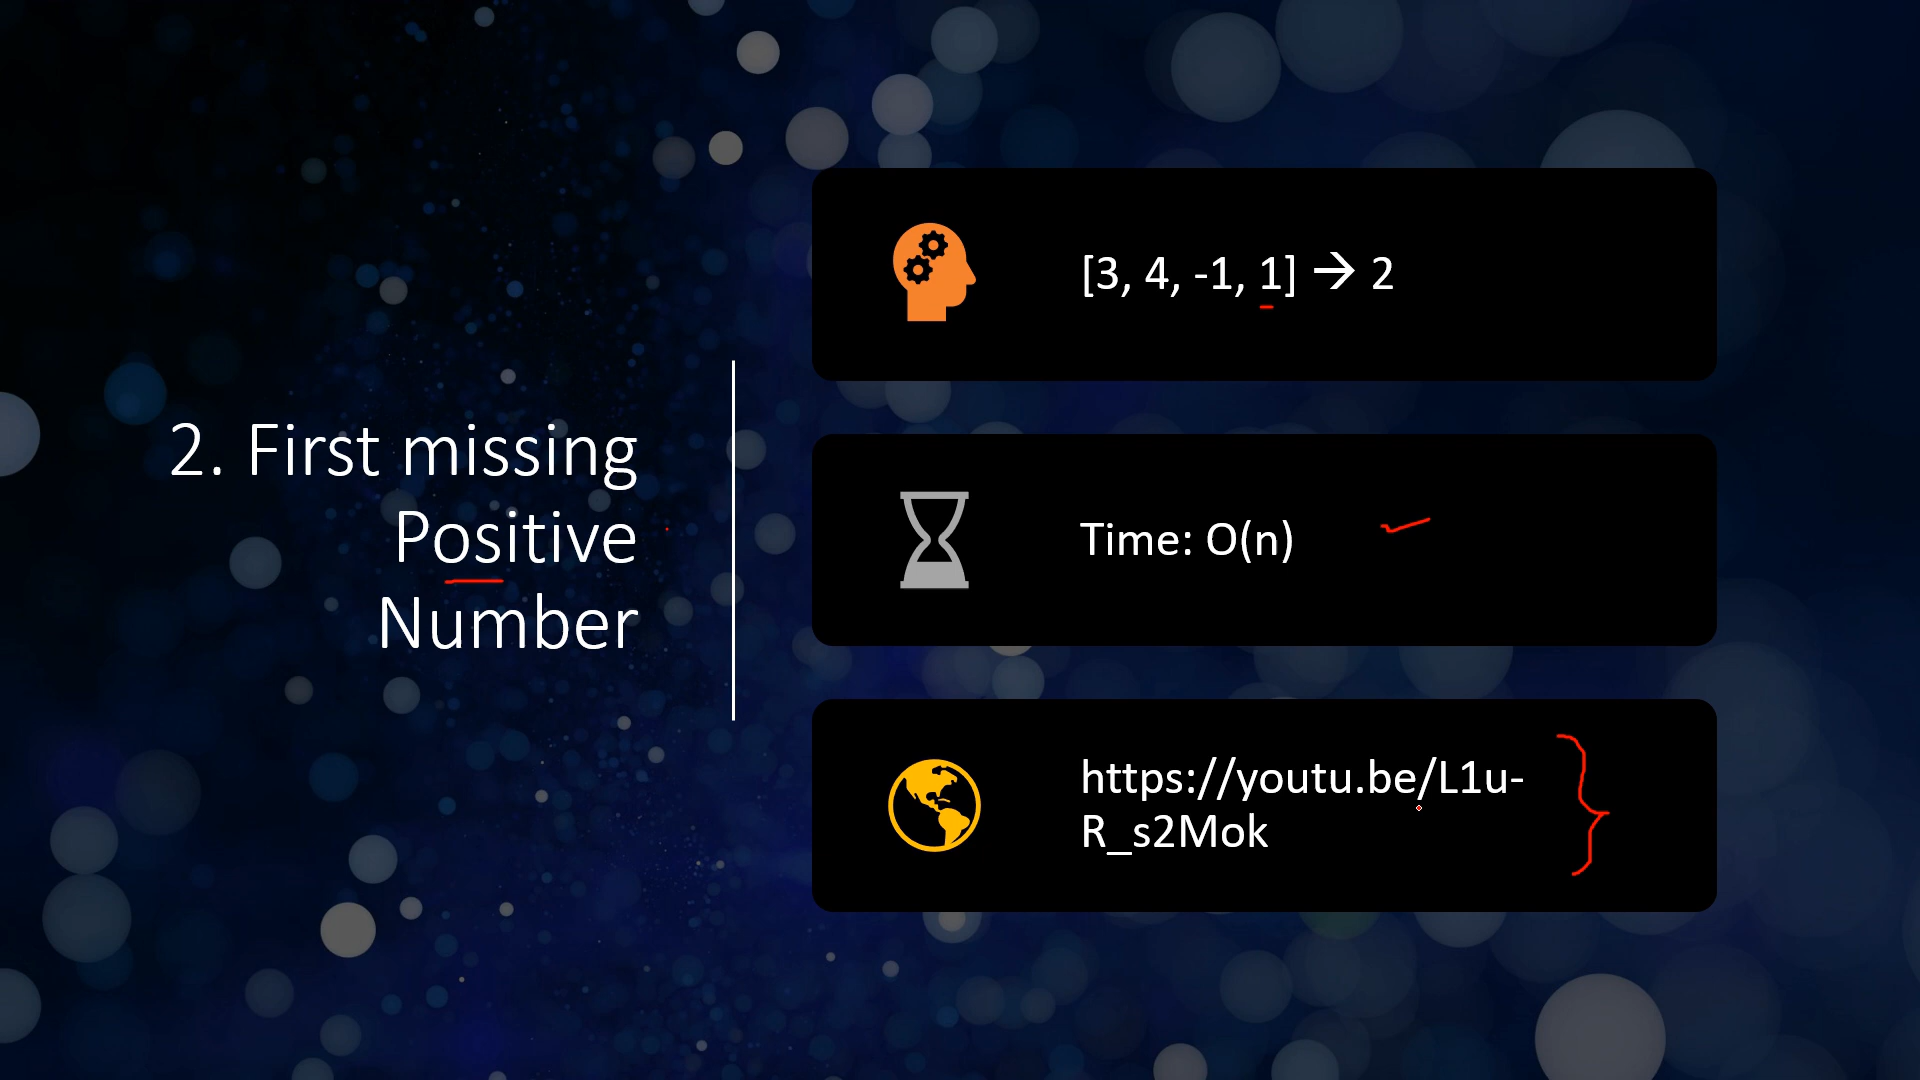 2. First missing
Positive
Number
[3, 4, -1, 1] → 2
Time: O(n)
https://youtu.be/L1u-
R_s2Mok